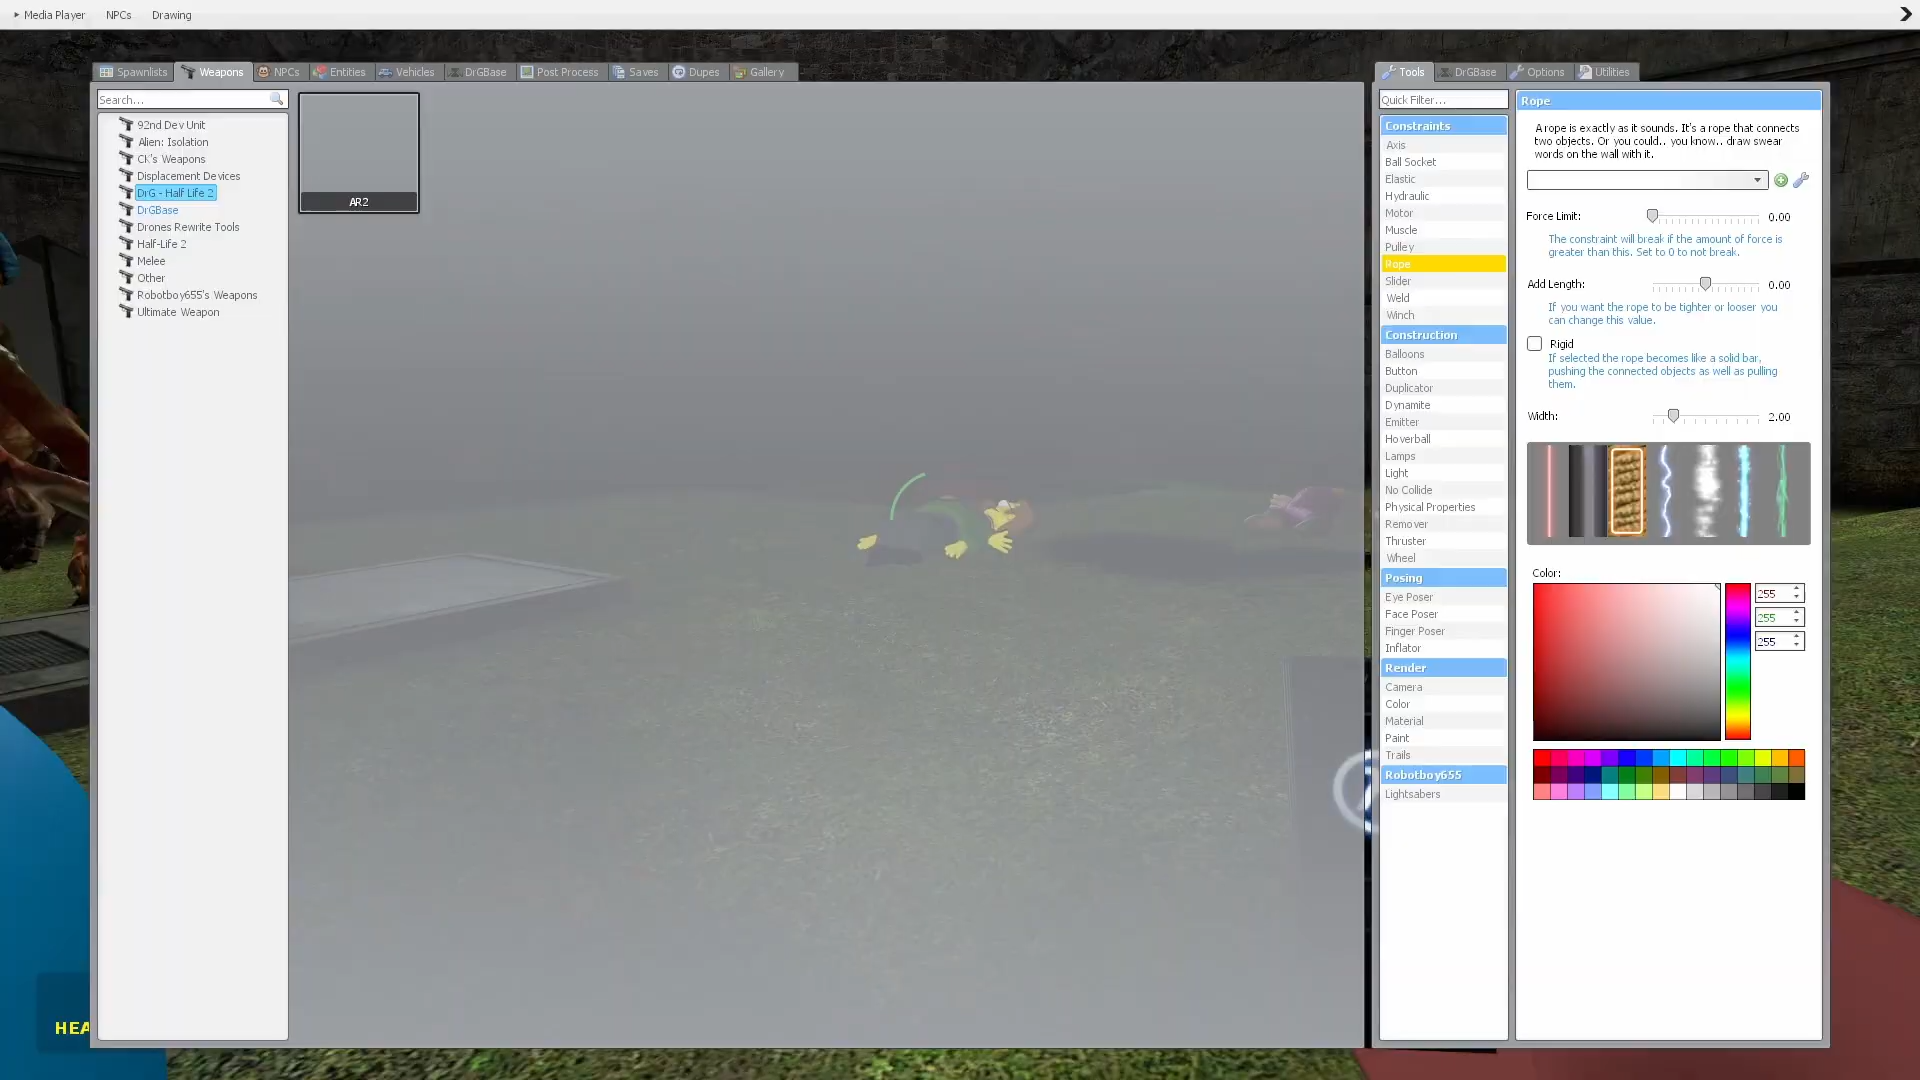 Media Player NPCs Drawing
Spawnlists Weapons NPCs Entities Vehicles DrGBase Post Process Saves Dupes Gallery
Search...
92nd Dev Unit
Alien: Isolation
CK's Weapons
Displacement Devices
DrG - Half Life 2
DrGBase
Drones Rewrite Tools
Half-Life 2
Melee
Other
Robotboy655's Weapons
Ultimate Weapon
AR2
HEA
Tools DrGBase Options Utilities
Quick Filter...
Constraints
Axis
Ball Socket
Elastic
Hydraulic
Motor
Muscle
Pulley
Rope
Slider
Weld
Winch
Construction
Balloons
Button
Duplicator
Dynamite
Emitter
Hoverball
Lamps
Light
No Collide
Physical Properties
Remover
Thruster
Wheel
Posing
Eye Poser
Face Poser
Finger Poser
Inflator
Render
Camera
Color
Material
Paint
Trails
Robotboy655
Lightsabers
Rope
A rope is exactly as it sounds. It's a rope that connects
two objects. Or you could.. you know.. draw swear
words on the wall with it.
Force Limit: 0.00
The constraint will break if the amount of force is
greater than this. Set to 0 to not break.
Add Length: 0.00
If you want the rope to be tighter or looser you
can change this value.
Rigid
If selected the rope becomes like a solid bar,
pushing the connected objects as well as pulling
them.
Width: 2.00
Color:
255
255
255